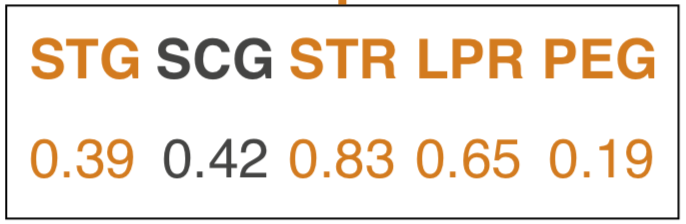 STG SCG STR LPR PEG
0.39 0.42 0.83 0.65 0.19